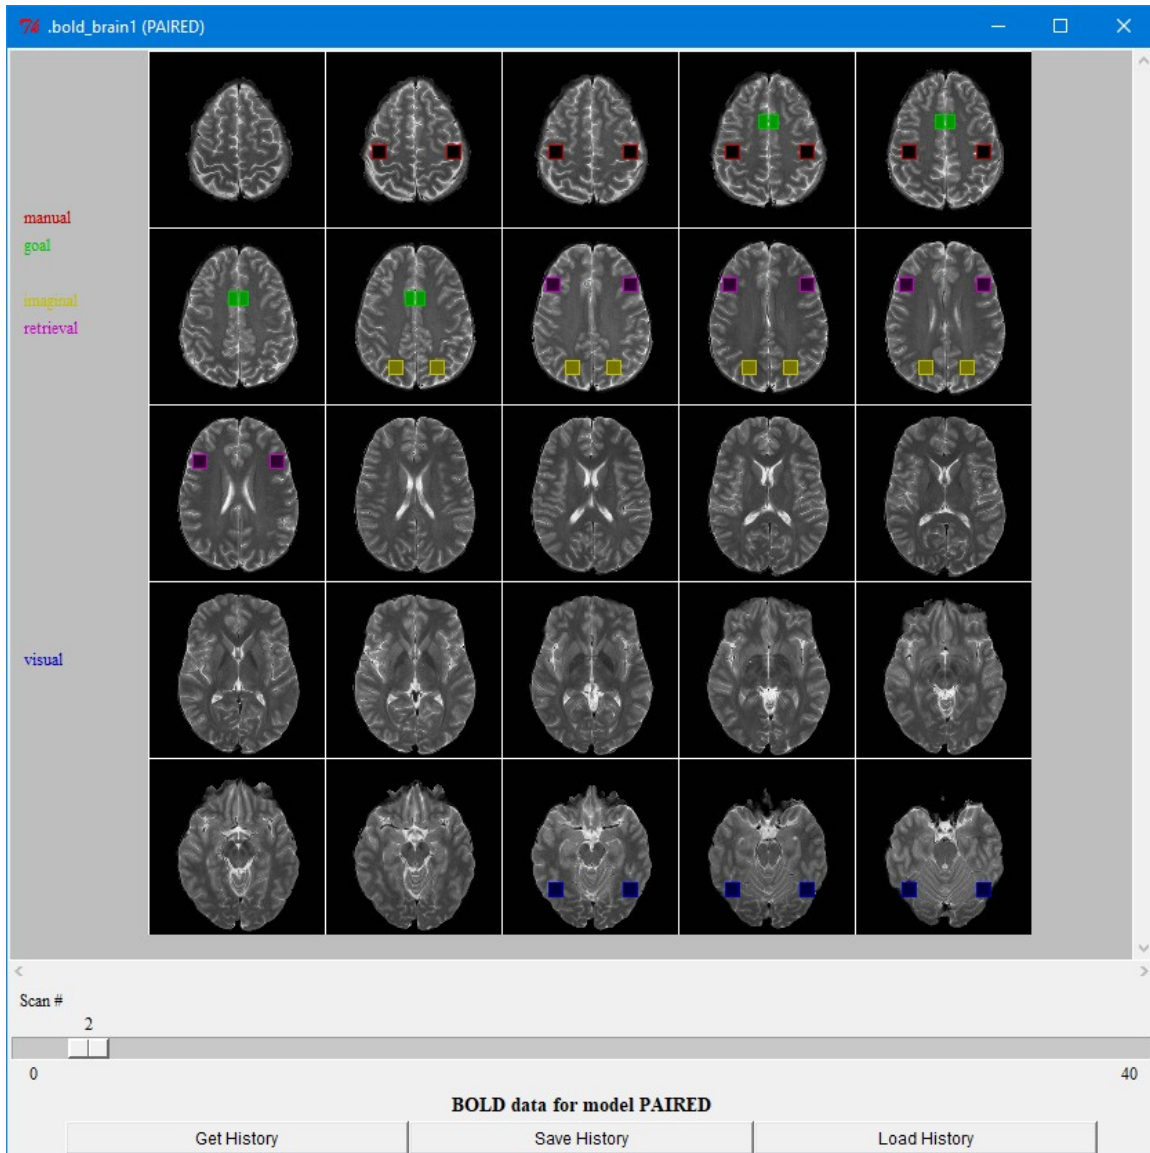 .bold_brain1 (PAIRED)
manual
goal
imaginal
retrieval
visual
Scan #
2
0
40
BOLD data for model PAIRED
Get History
Save History
Load History